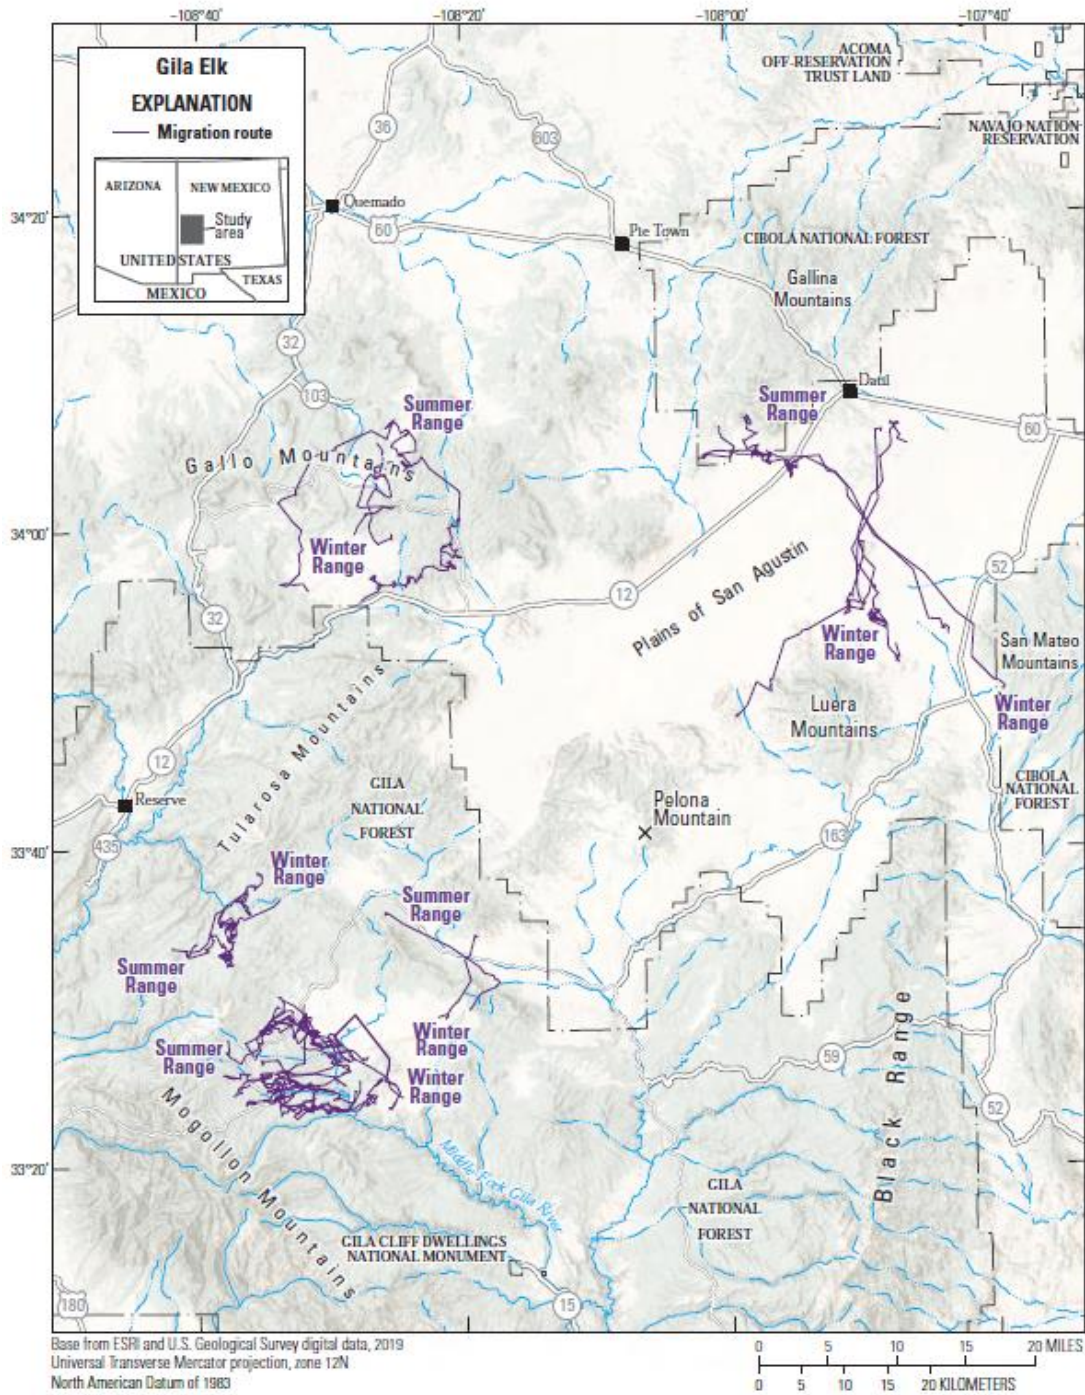 -108°40'
-108°20'
-108°00'
-107°40'
Gila Elk
EXPLANATION
Migration route
ARIZONA
NEW MEXICO
Study
area
UNITED STATES
TEXAS
MEXICO
ACOMA
OFF-RESERVATION
TRUST LAND
NAVAJO NATION
RESERVATION
36
603
34°20'
Quemado
60
Pie Town
CIBOLA NATIONAL FOREST
Gallina
Mountains
32
103
Datil
Summer
Range
Summer
Range
60
Gallo Mountains
34°00'
Winter
Range
Plains of San Agustin
52
12
32
Winter
Range
San Mateo
Mountains
Luera
Mountains
Winter
Range
Tularosa Mountains
12
Reserve
GILA
NATIONAL
FOREST
Pelona
Mountain
CIBOLA
NATIONAL
FOREST
163
435
33°40'
Winter
Range
Summer
Range
Summer
Range
Winter
Range
Summer
Range
Winter
Range
59
Black Range
52
Mogollon Mountains
33°20'
Middle Fork Gila River
GILA
NATIONAL
FOREST
GILA CLIFF DWELLINGS
NATIONAL MONUMENT
180
15
Base from ESRI and U.S. Geological Survey digital data, 2019
Universal Transverse Mercator projection, zone 12N
North American Datum of 1983
0 5 10 15 20 MILES
0 5 10 15 20 KILOMETERS